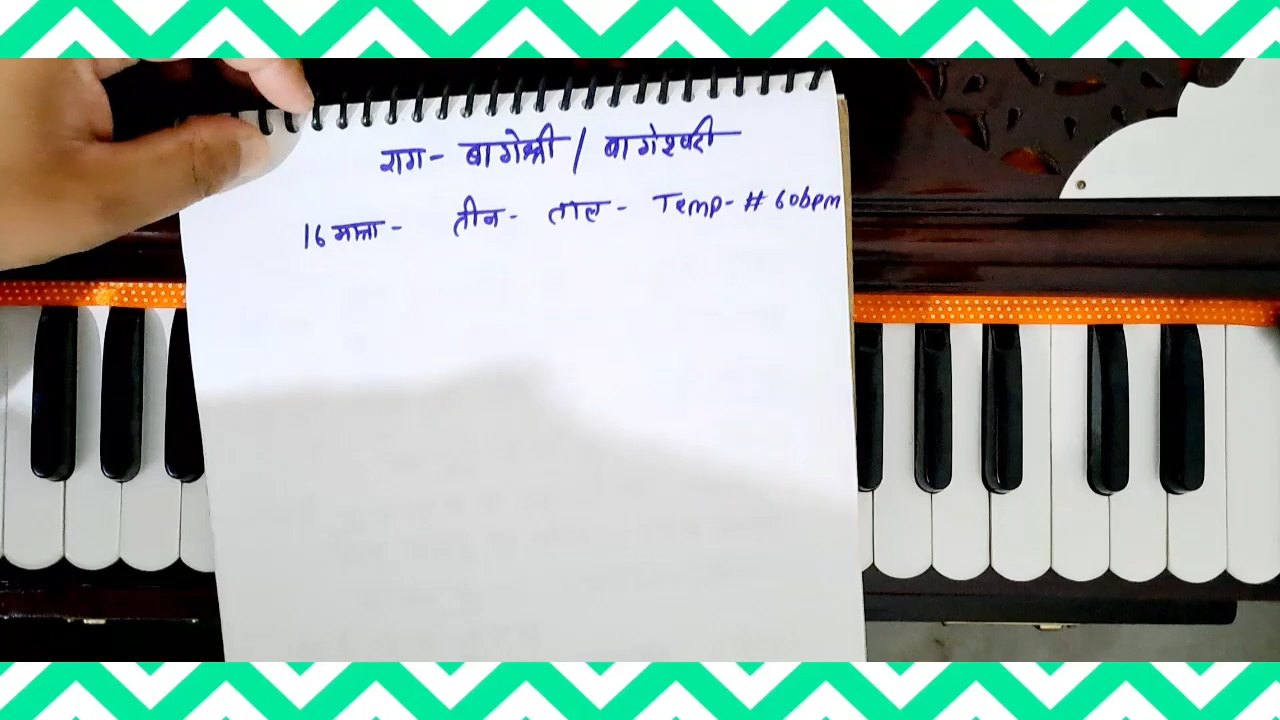 राग- बागेश्री / बागेश्वरी
16 मात्रा - तीन - ताल - Temp- # 60bpm